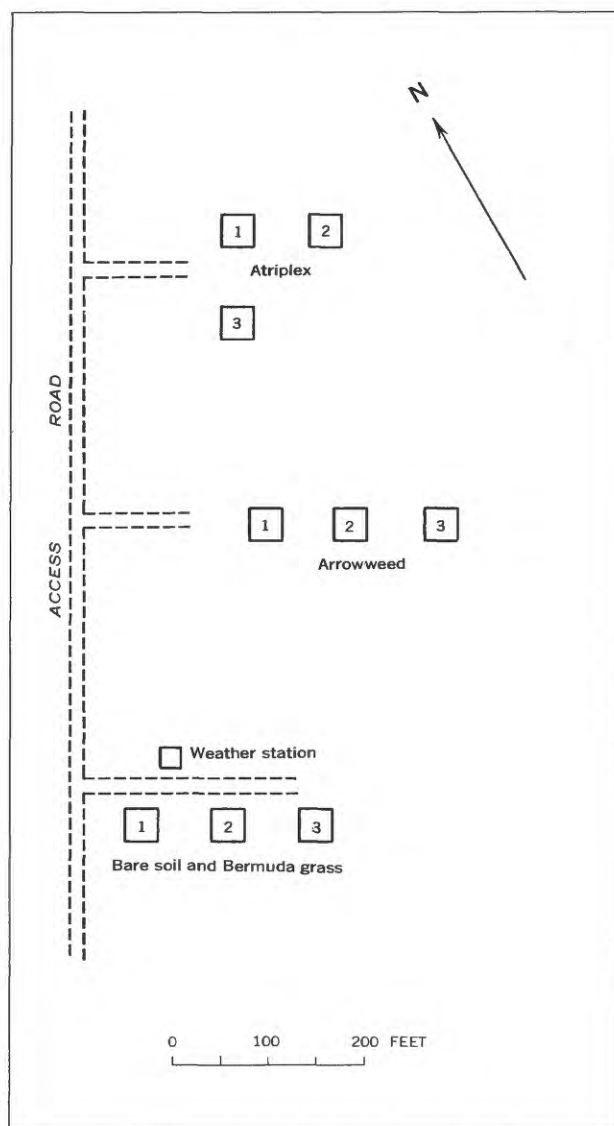 N
1 2
Atriplex
3
ROAD
1 2 3
Arrowweed
ACCESS
Weather station
1 2 3
Bare soil and Bermuda grass
0 100 200 FEET